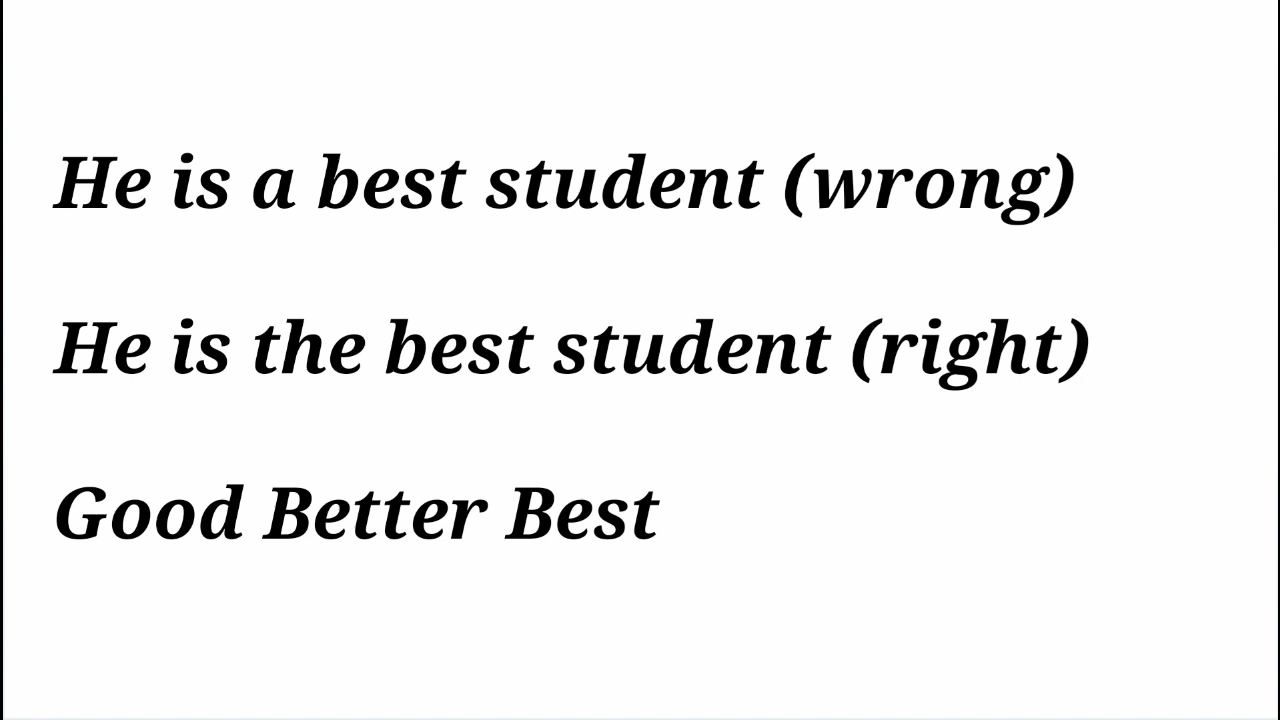 He is a best student (wrong)
He is the best student (right)
Good Better Best